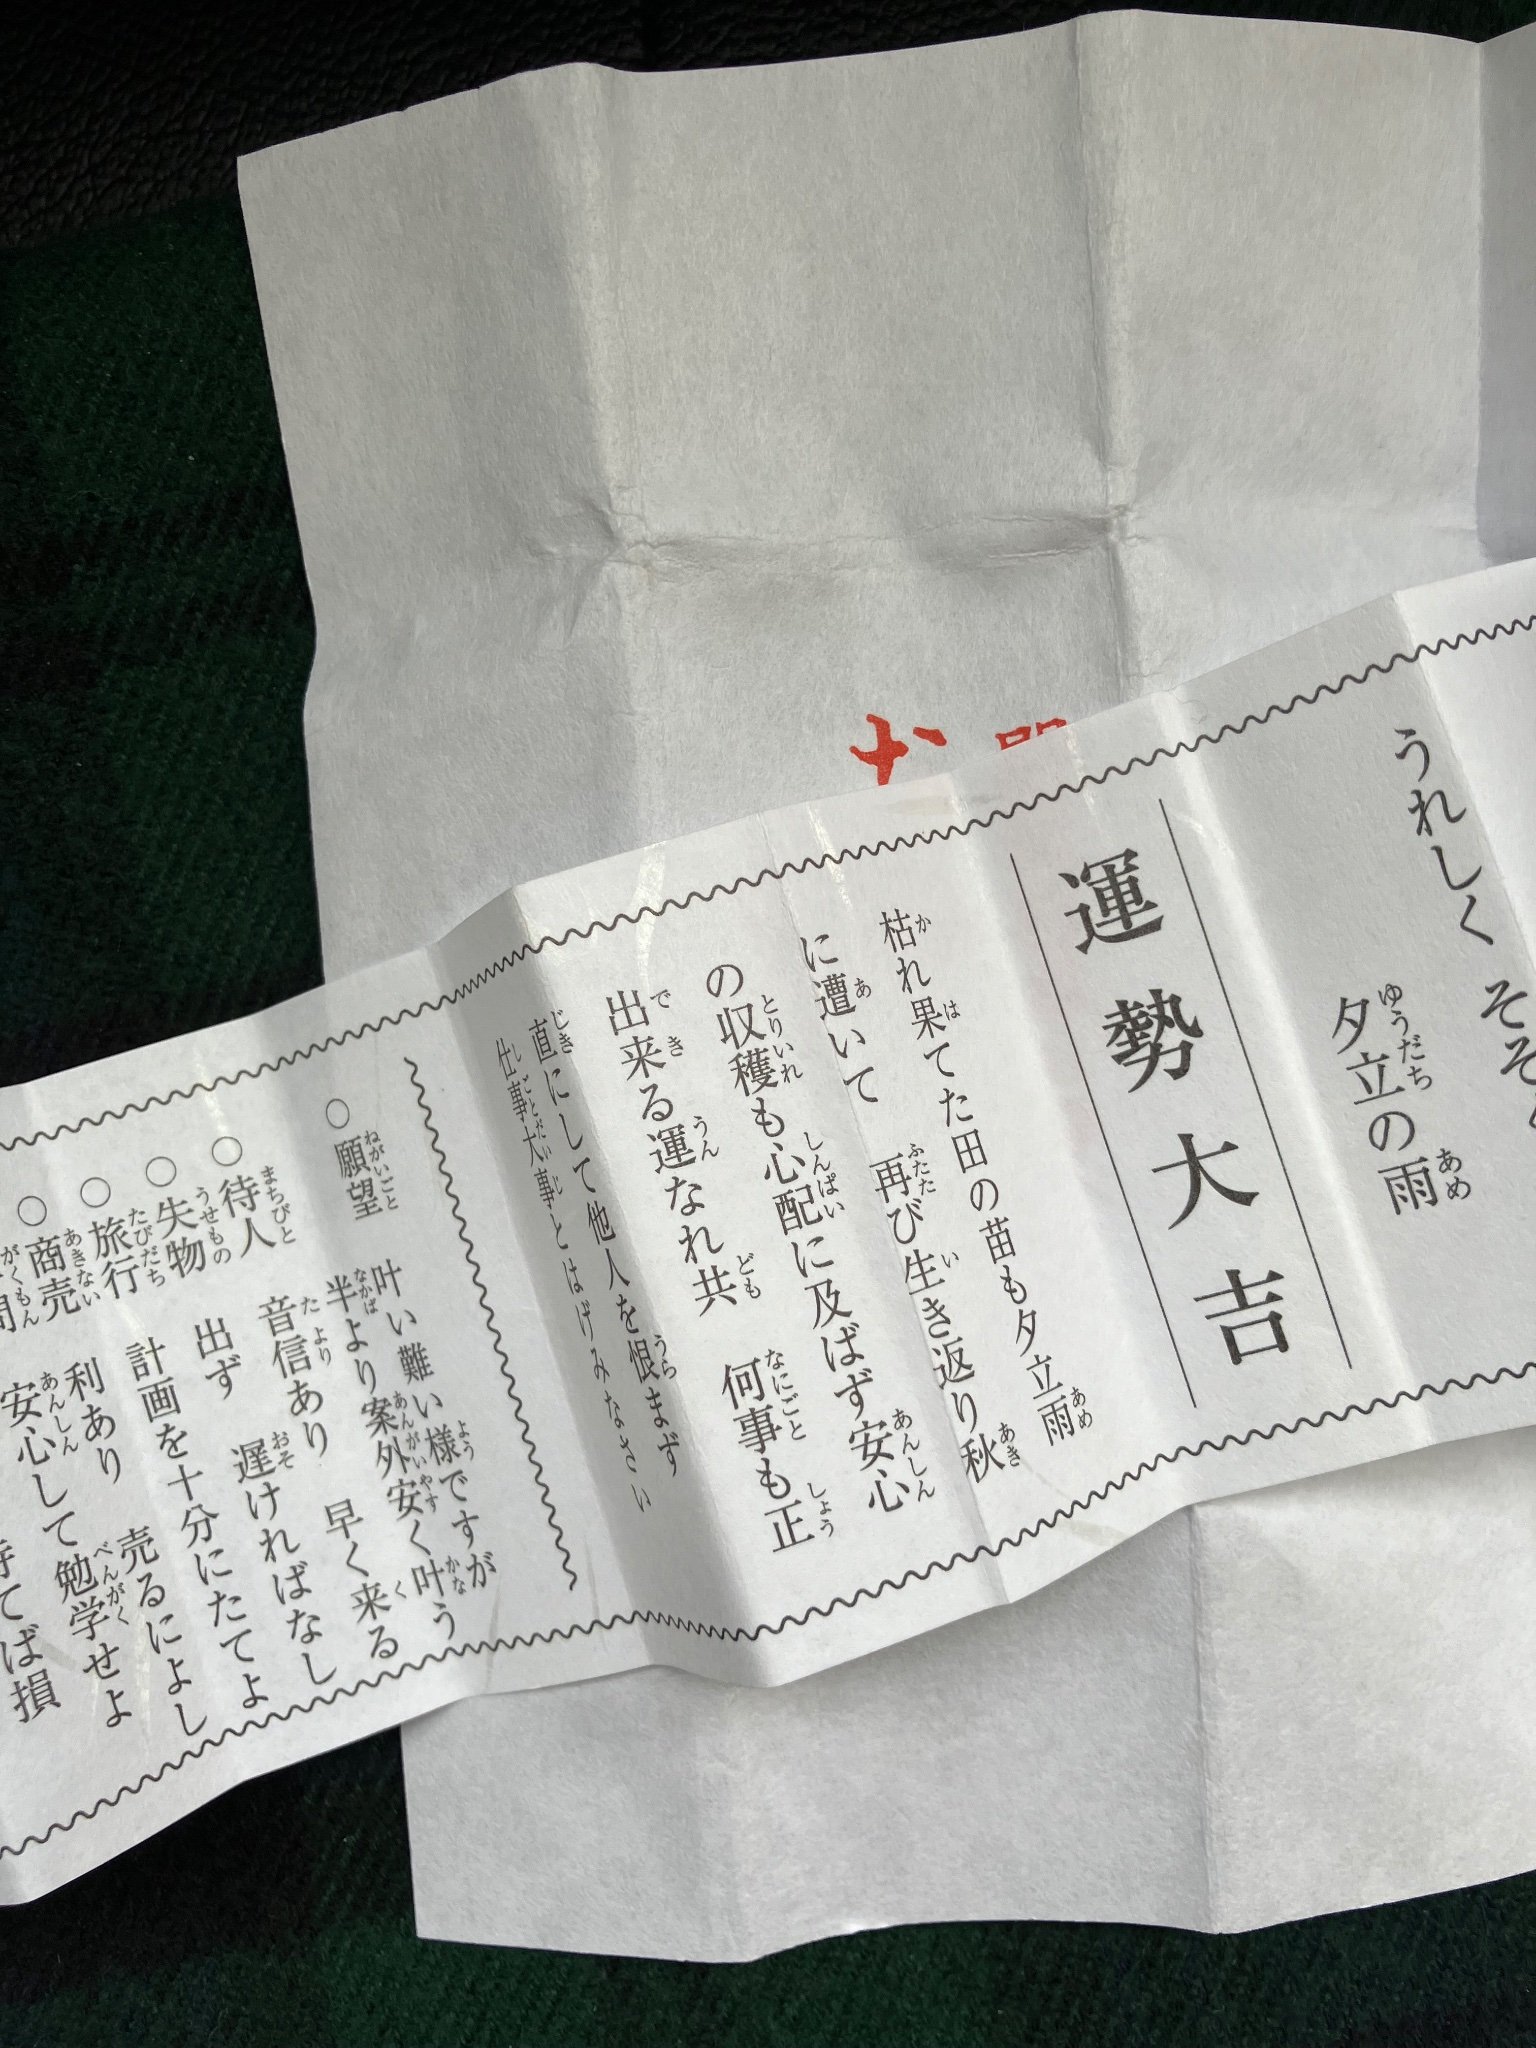 うれしくそそ
夕立の雨
運勢大吉
枯れ果てた田の苗も夕立雨
に遭いて 再び生き返り秋
の収穫も心配に及ばず安心
出来る運なれ共 何事も正
直にして他人を恨まず
仕事大事とはげみなさい
○願望 叶い難い様ですが
半より案外安く叶う
○待人 音信あり 早く来る
○失物 出ず 遅ければなし
○旅行 計画を十分にたてよ
○商売 利あり 売るによし
問 安心して勉学せよ
てば損
お